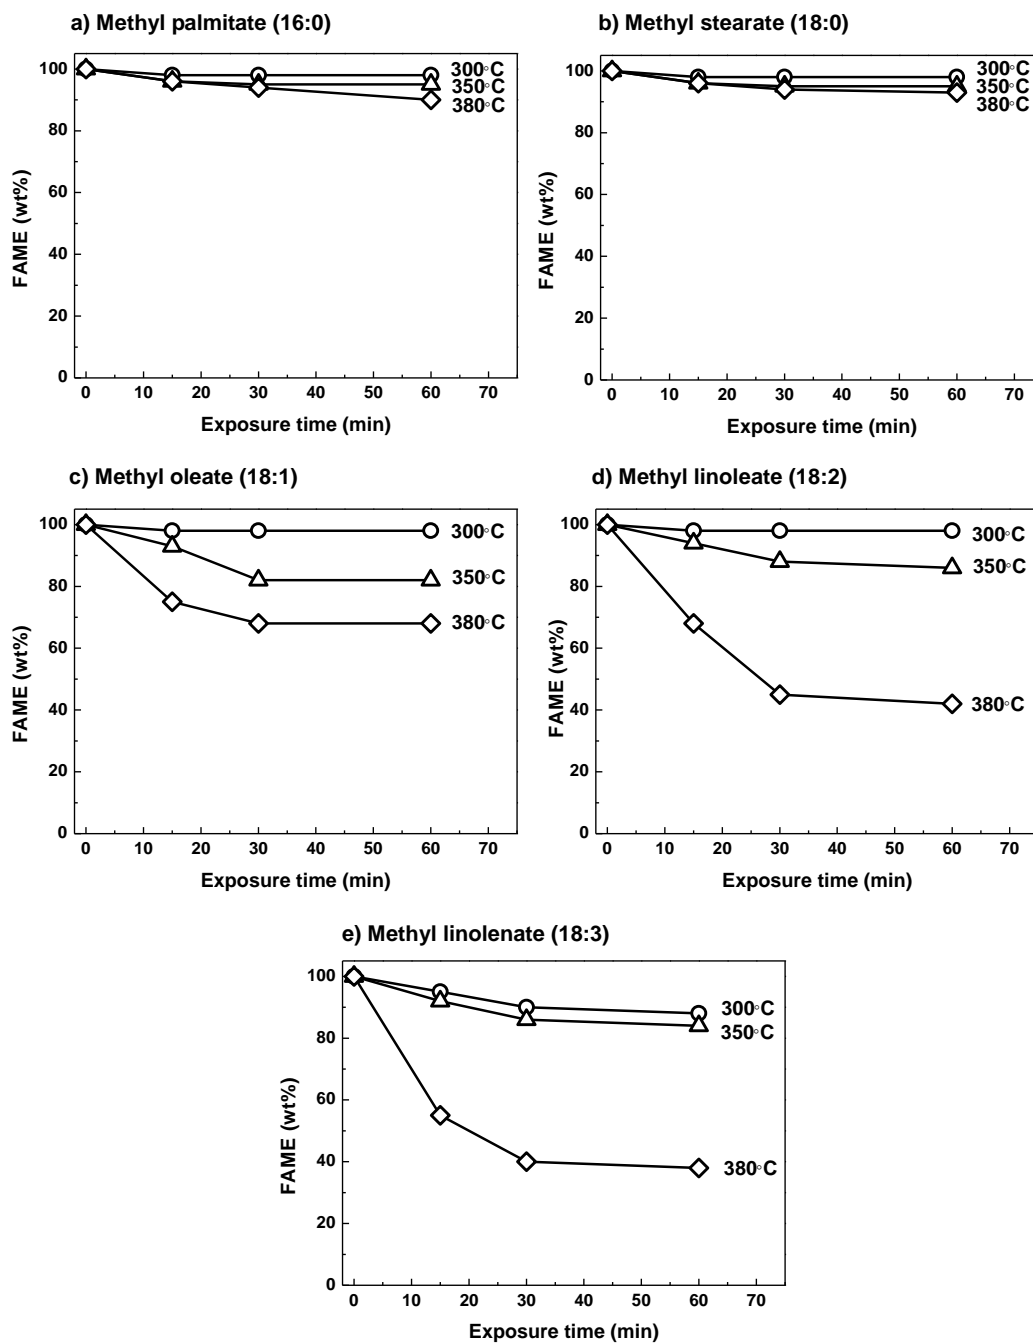 a) Methyl palmitate (16:0)
100
80
60
40
20
0
FAME (wt%)
300°C
350°C
380°C
0 10 20 30 40 50 60 70
Exposure time (min)
b) Methyl stearate (18:0)
100
80
60
40
20
0
FAME (wt%)
300°C
350°C
380°C
0 10 20 30 40 50 60 70
Exposure time (min)
c) Methyl oleate (18:1)
100
80
60
40
20
0
FAME (wt%)
300°C
350°C
380°C
0 10 20 30 40 50 60 70
Exposure time (min)
d) Methyl linoleate (18:2)
100
80
60
40
20
0
FAME (wt%)
300°C
350°C
380°C
0 10 20 30 40 50 60 70
Exposure time (min)
e) Methyl linolenate (18:3)
100
80
60
40
20
0
FAME (wt%)
300°C
350°C
380°C
0 10 20 30 40 50 60 70
Exposure time (min)